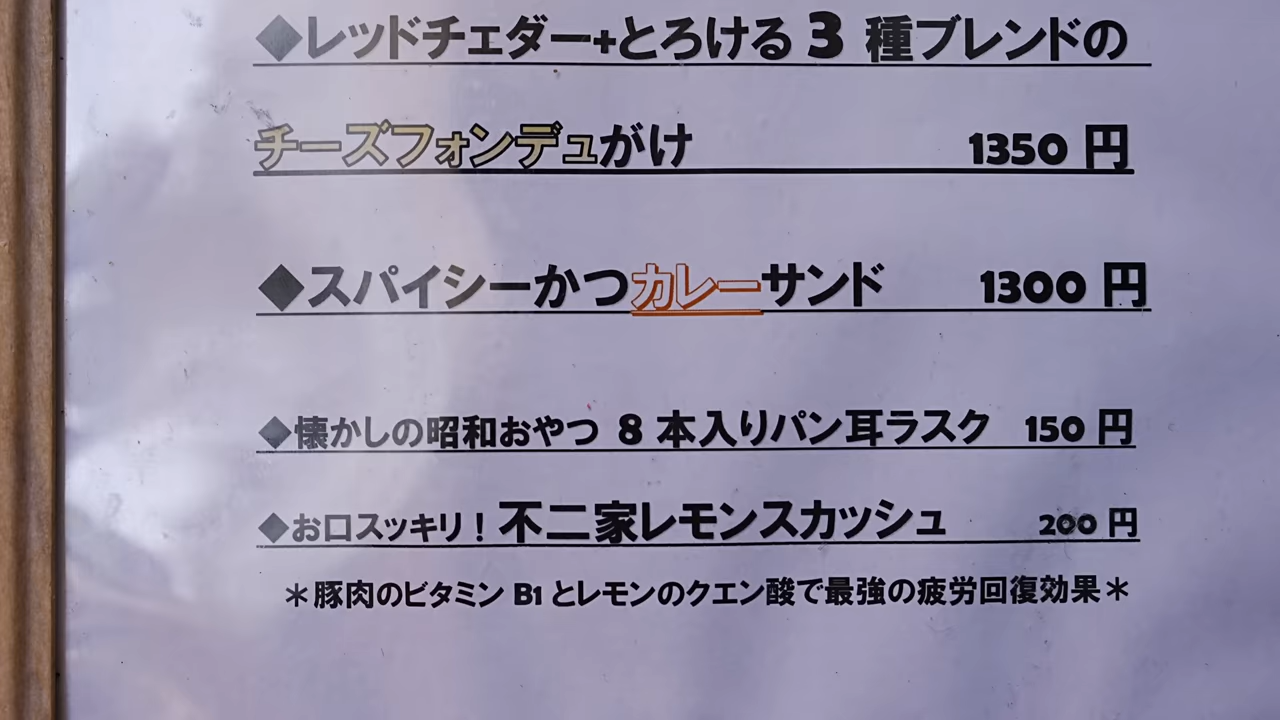 ◆レッドチェダー+とろける3種ブレンドの
チーズフォンデュがけ 1350円
◆スパイシーかつカレーサンド 1300円
◆懐かしの昭和おやつ 8本入りパン耳ラスク 150円
◆お口スッキリ！不二家レモンスカッシュ 200円
＊豚肉のビタミンB1とレモンのクエン酸で最強の疲労回復効果＊